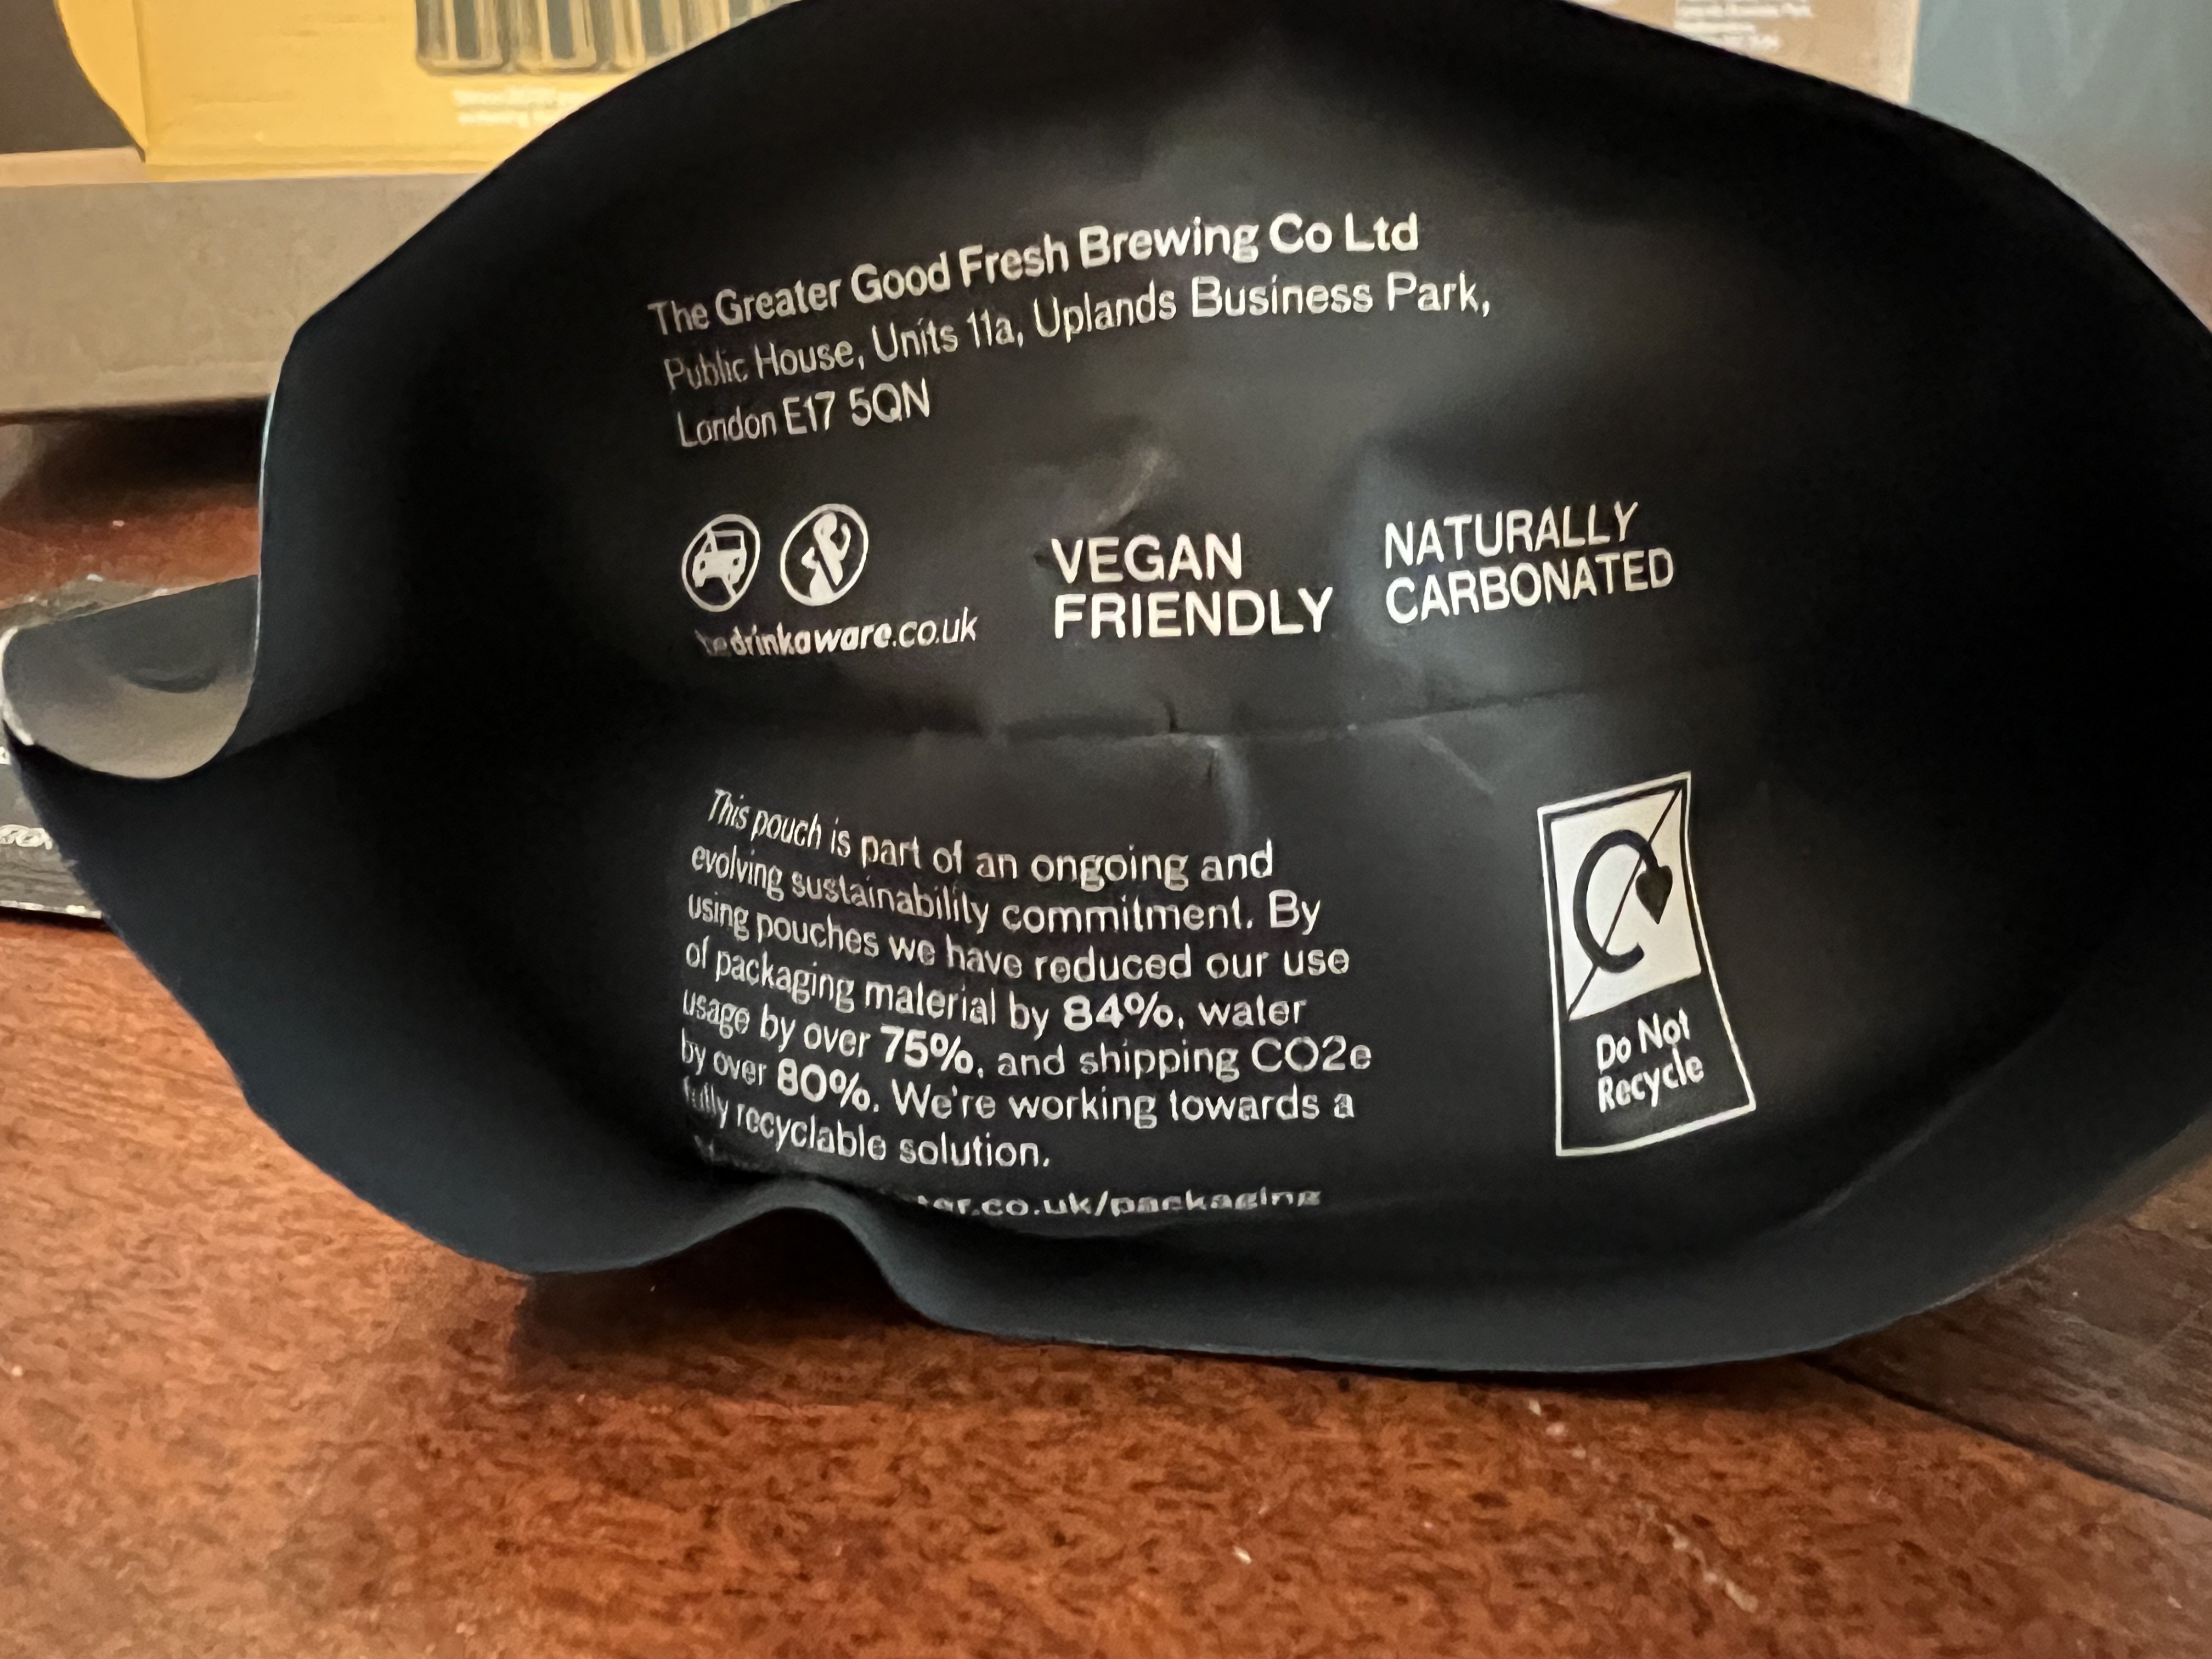 The Greater Good Fresh Brewing Co Ltd
Public House, Units 11a, Uplands Business Park,
London E17 5QN
bedrinkaware.co.uk
VEGAN
FRIENDLY
NATURALLY
CARBONATED
This pouch is part of an ongoing and
evolving sustainability commitment. By
using pouches we have reduced our use
of packaging material by 84%, water
usage by over 75%, and shipping CO2e
by over 80%. We're working towards a
fully recyclable solution.
.co.uk/packaging
Do Not
Recycle